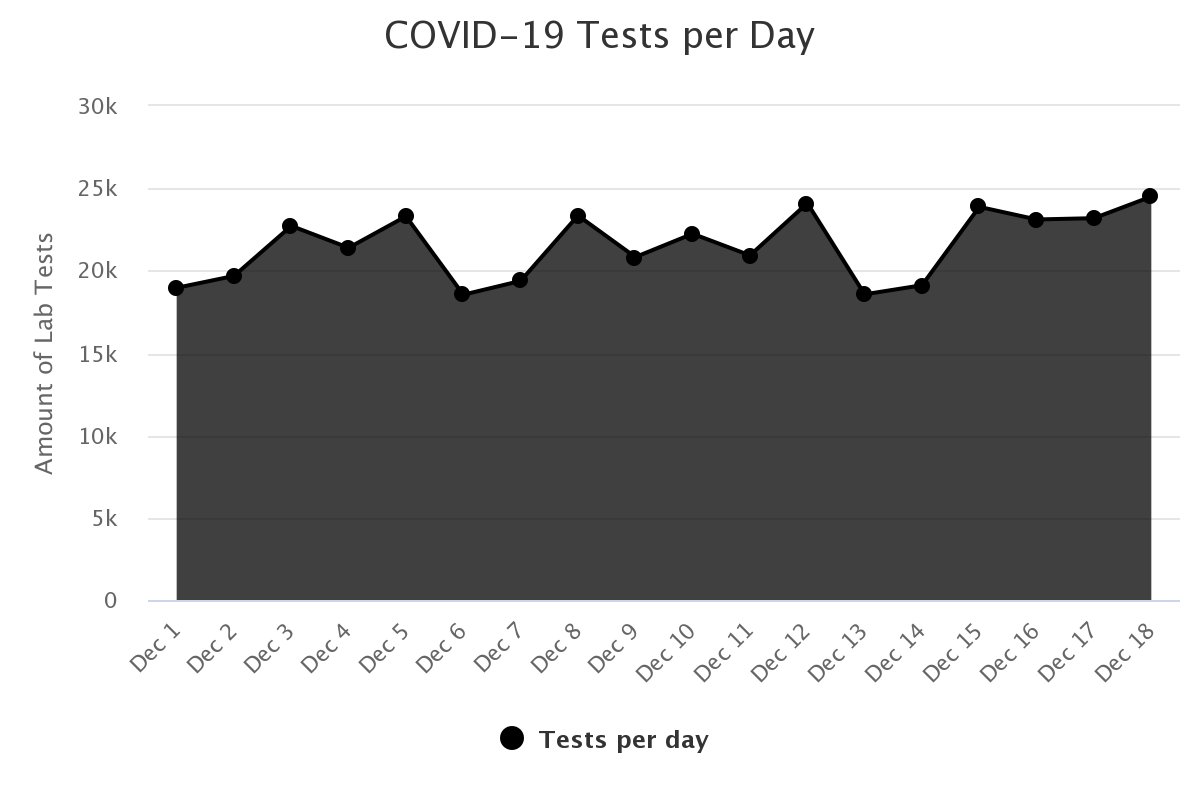 COVID-19 Tests per Day
Amount of Lab Tests
30k
25k
20k
15k
10k
5k
0
Dec 1
Dec 2
Dec 3
Dec 4
Dec 5
Dec 6
Dec 7
Dec 8
Dec 9
Dec 10
Dec 11
Dec 12
Dec 13
Dec 14
Dec 15
Dec 16
Dec 17
Dec 18
Tests per day